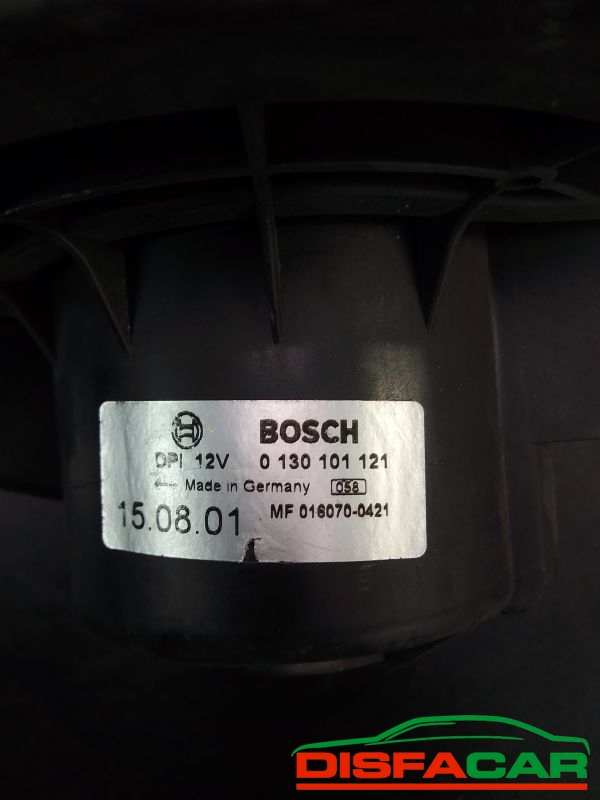 BOSCH
DPI 12V 0 130 101 121
← Made in Germany 058
15.08.01 MF 016070-0421
DISFACAR